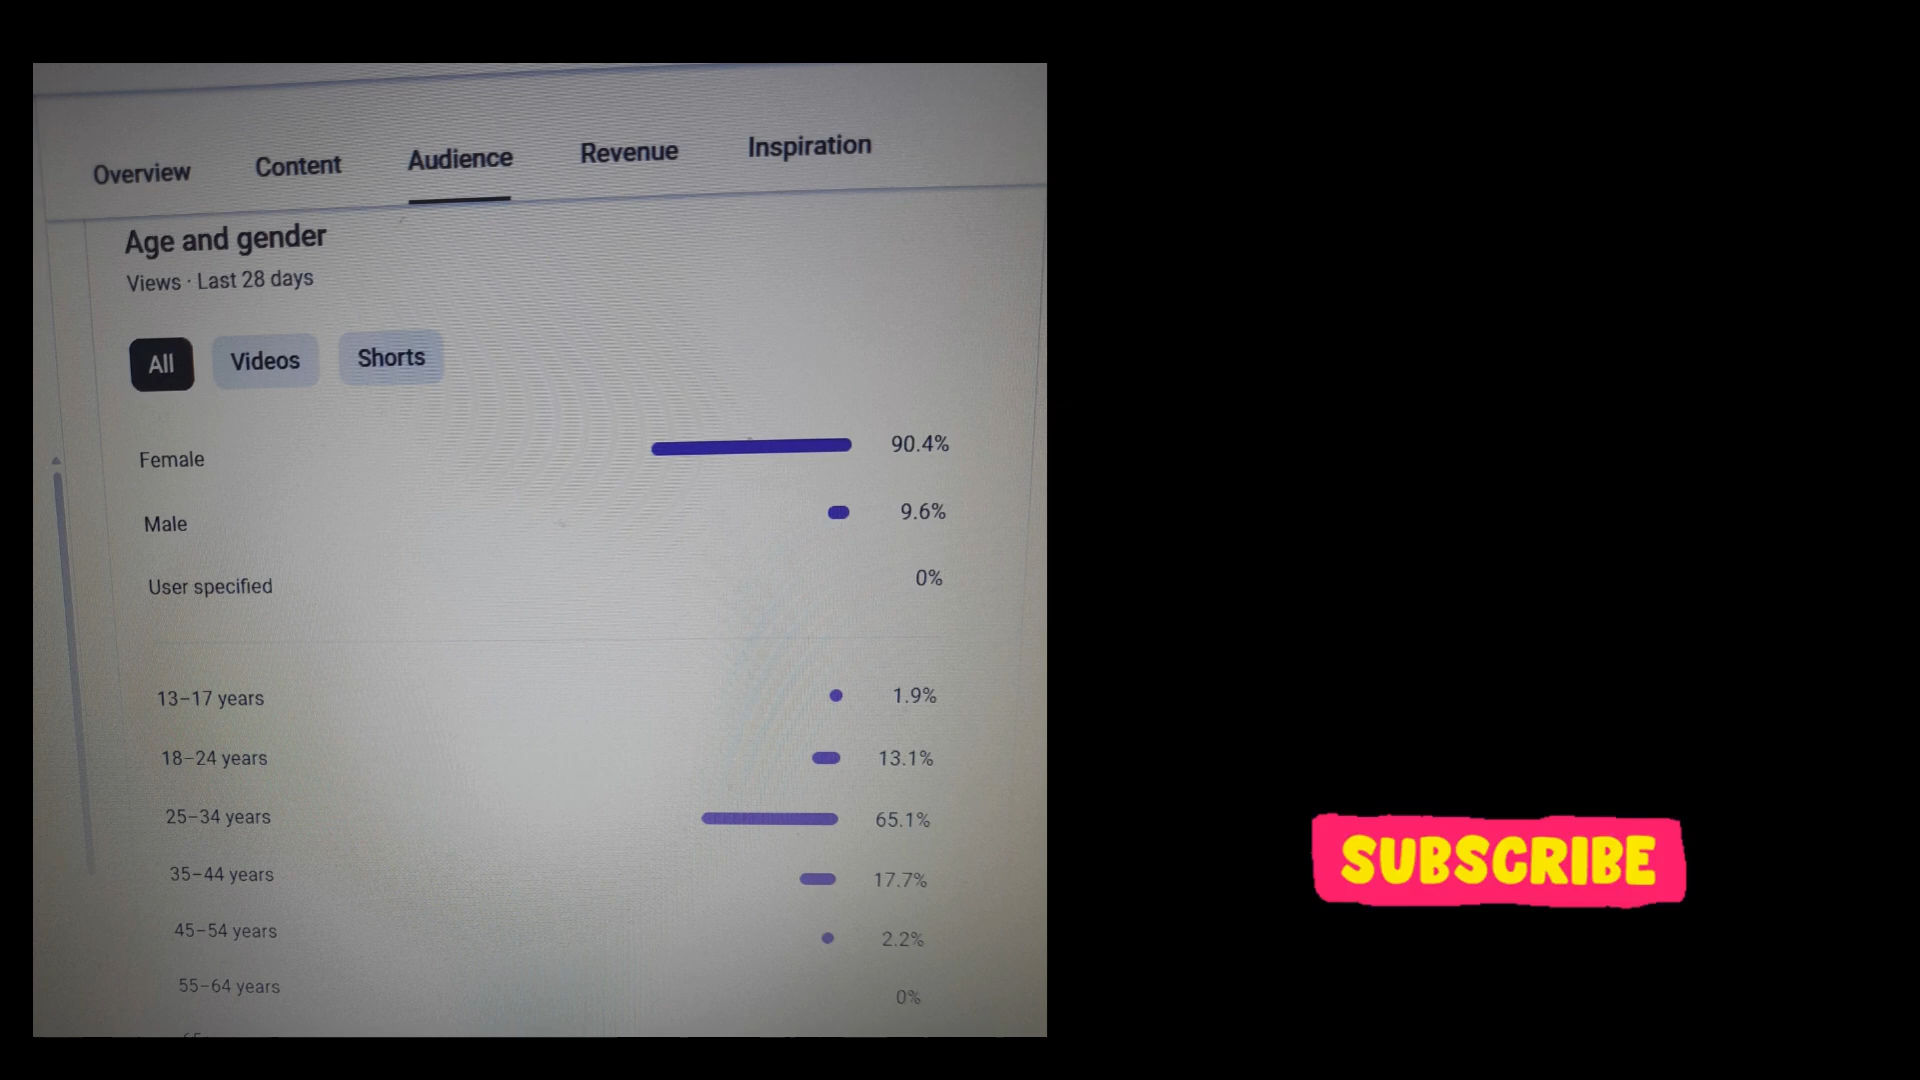 Overview Content Audience Revenue Inspiration
Age and gender
Views · Last 28 days
All Videos Shorts
Female 90.4%
Male 9.6%
User specified 0%
13–17 years 1.9%
18–24 years 13.1%
25–34 years 65.1%
35–44 years 17.7%
45–54 years 2.2%
55–64 years 0%
SUBSCRIBE